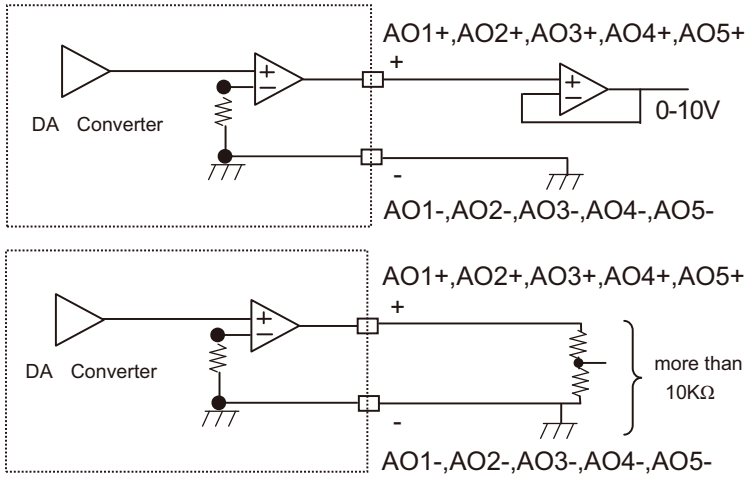 AO1+,AO2+,AO3+,AO4+,AO5+
+
+
−
+
−
DA Converter
0-10V
-
AO1-,AO2-,AO3-,AO4-,AO5-
AO1+,AO2+,AO3+,AO4+,AO5+
+
+
−
DA Converter
more than
10KΩ
-
AO1-,AO2-,AO3-,AO4-,AO5-